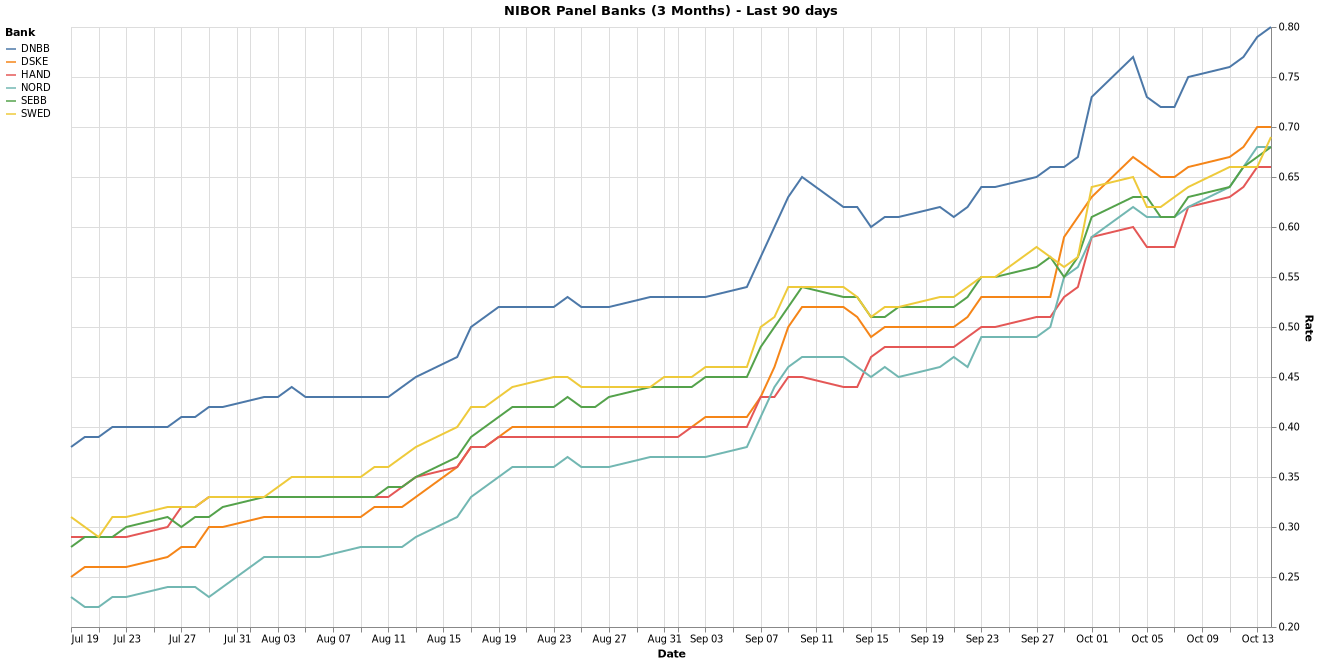 NIBOR Panel Banks (3 Months) - Last 90 days
Bank
DNBB
DSKE
HAND
NORD
SEBB
SWED
0.80
0.75
0.70
0.65
0.60
0.55
0.50
0.45
0.40
0.35
0.30
0.25
0.20
Rate
Jul 19 Jul 23 Jul 27 Jul 31 Aug 03 Aug 07 Aug 11 Aug 15 Aug 19 Aug 23 Aug 27 Aug 31 Sep 03 Sep 07 Sep 11 Sep 15 Sep 19 Sep 23 Sep 27 Oct 01 Oct 05 Oct 09 Oct 13
Date